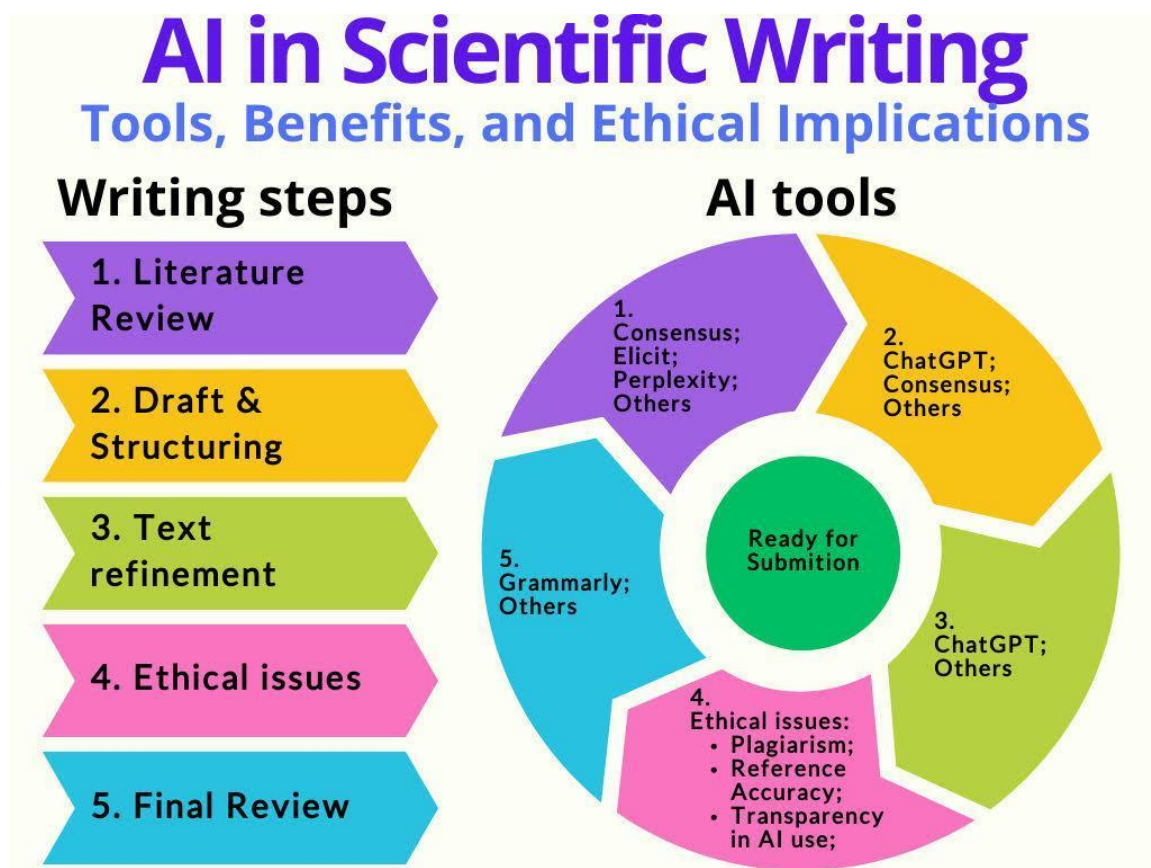 AI in Scientific Writing
Tools, Benefits, and Ethical Implications
Writing steps
1. Literature
Review
2. Draft &
Structuring
3. Text
refinement
4. Ethical issues
5. Final Review
AI tools
1.
Consensus;
Elicit;
Perplexity;
Others
2.
ChatGPT;
Consensus;
Others
3.
ChatGPT;
Others
4.
Ethical issues:
• Plagiarism;
• Reference
Accuracy;
• Transparency
in AI use;
5.
Grammarly;
Others
Ready for
Submition